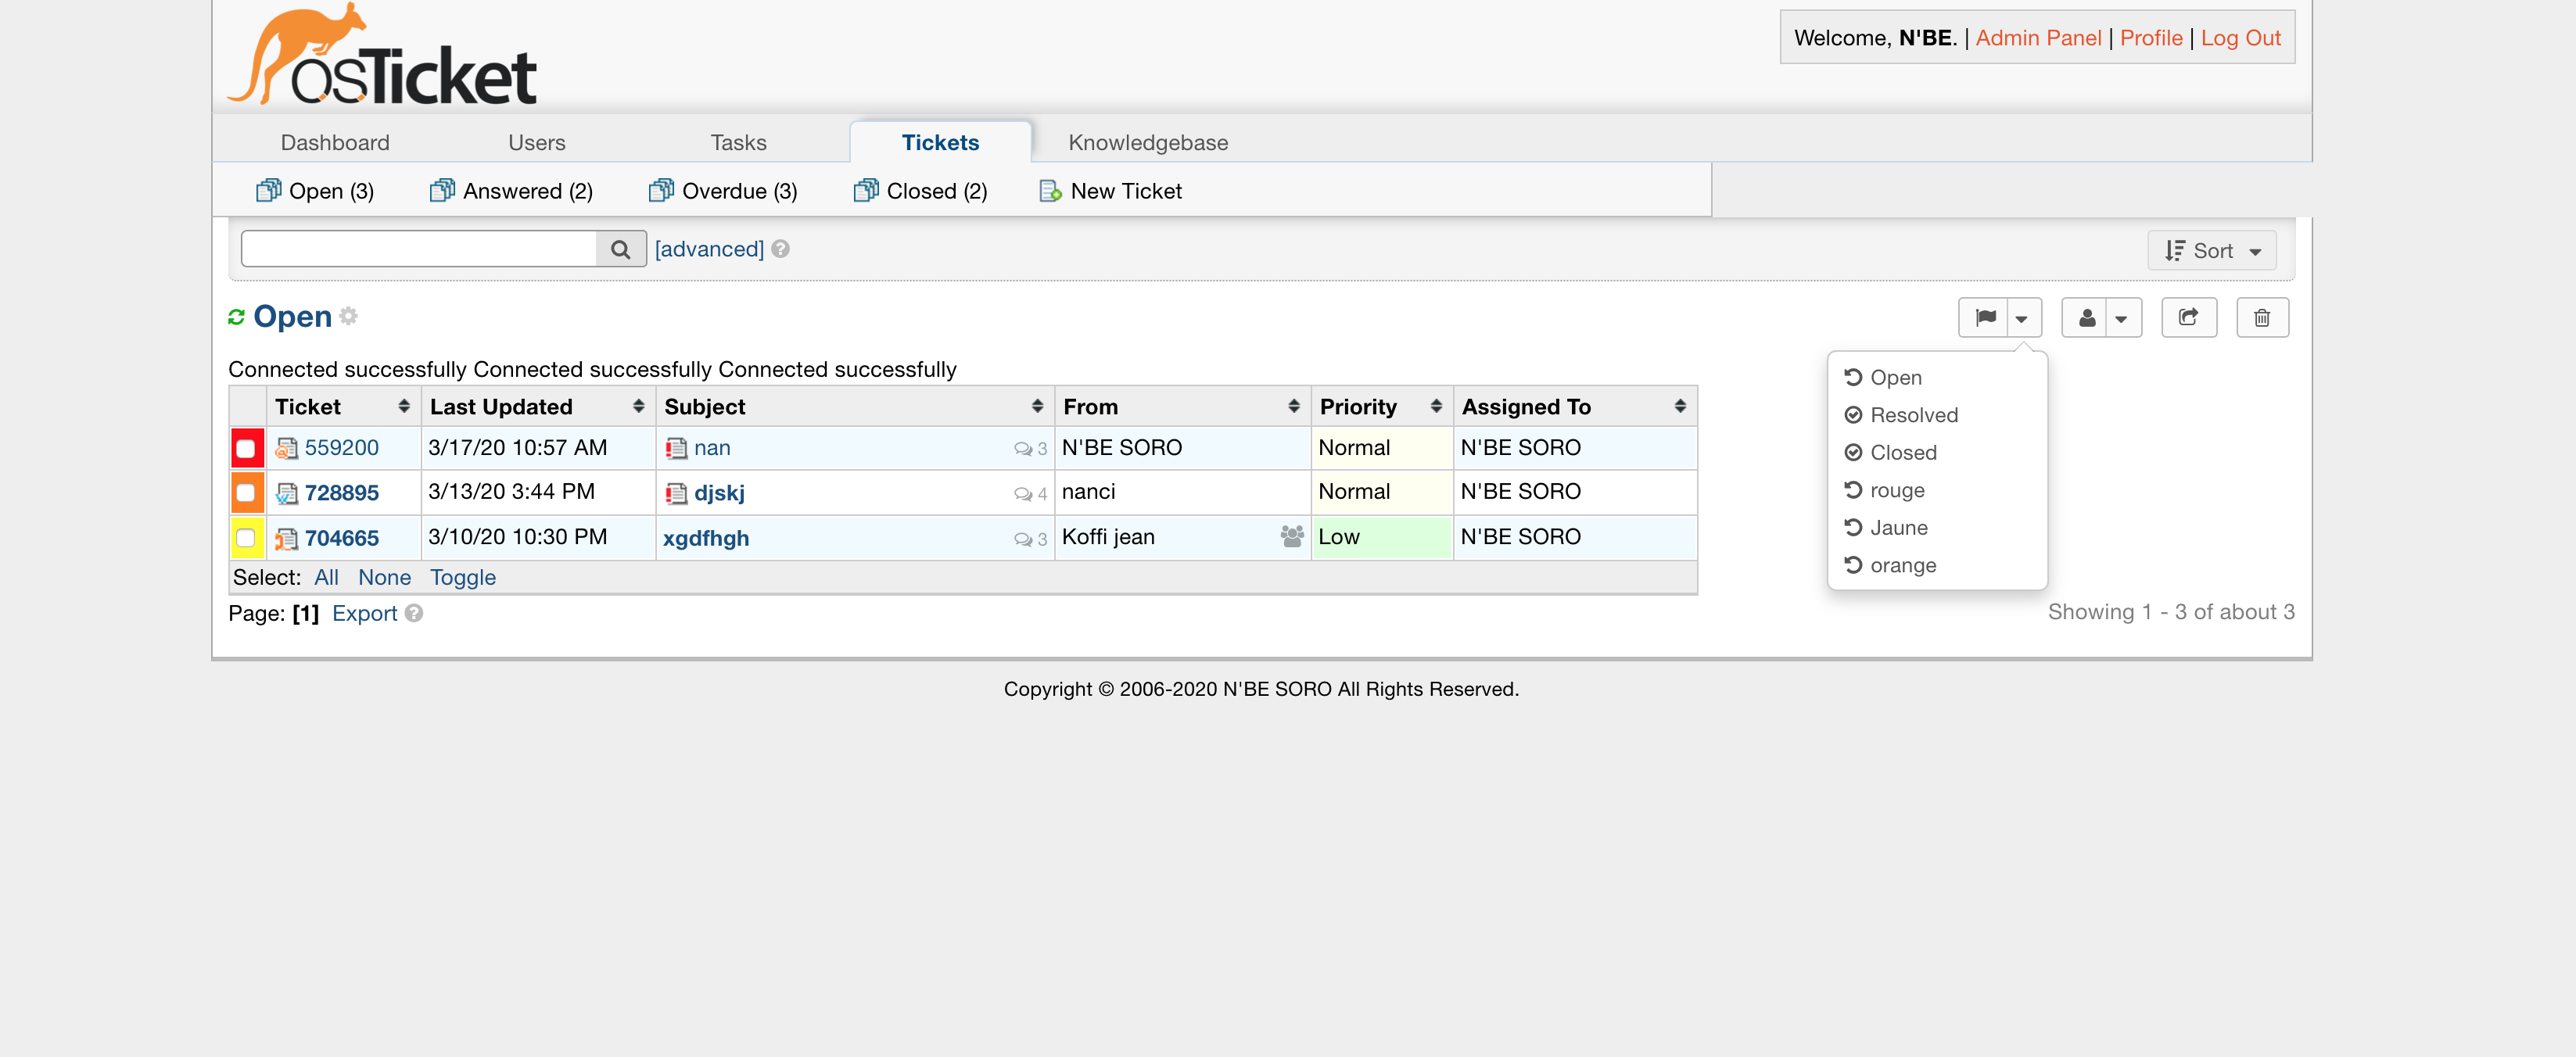 osTicket
Welcome, N'BE. | Admin Panel | Profile | Log Out
Dashboard Users Tasks Tickets Knowledgebase
Open (3) Answered (2) Overdue (3) Closed (2) New Ticket
[advanced] ? Sort
Open
Connected successfully Connected successfully Connected successfully
Ticket Last Updated Subject From Priority Assigned To
559200 3/17/20 10:57 AM nan 3 N'BE SORO Normal N'BE SORO
728895 3/13/20 3:44 PM djskj 4 nanci Normal N'BE SORO
704665 3/10/20 10:30 PM xgdfhgh 3 Koffi jean Low N'BE SORO
Select: All None Toggle
Page: [1] Export ?
Open
Resolved
Closed
rouge
Jaune
orange
Showing 1 - 3 of about 3
Copyright © 2006-2020 N'BE SORO All Rights Reserved.